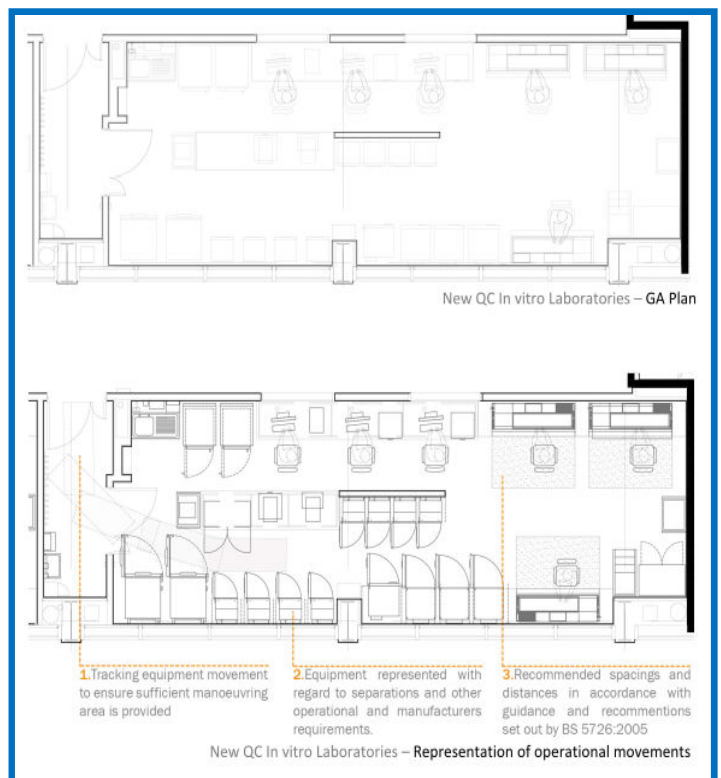 New QC In vitro Laboratories – GA Plan
1.Tracking equipment movement
to ensure sufficient manoeuvring
area is provided
2.Equipment represented with
regard to separations and other
operational and manufacturers
requirements.
3.Recommended spacings and
distances in accordance with
guidance and recommentions
set out by BS 5726:2005
New QC In vitro Laboratories – Representation of operational movements